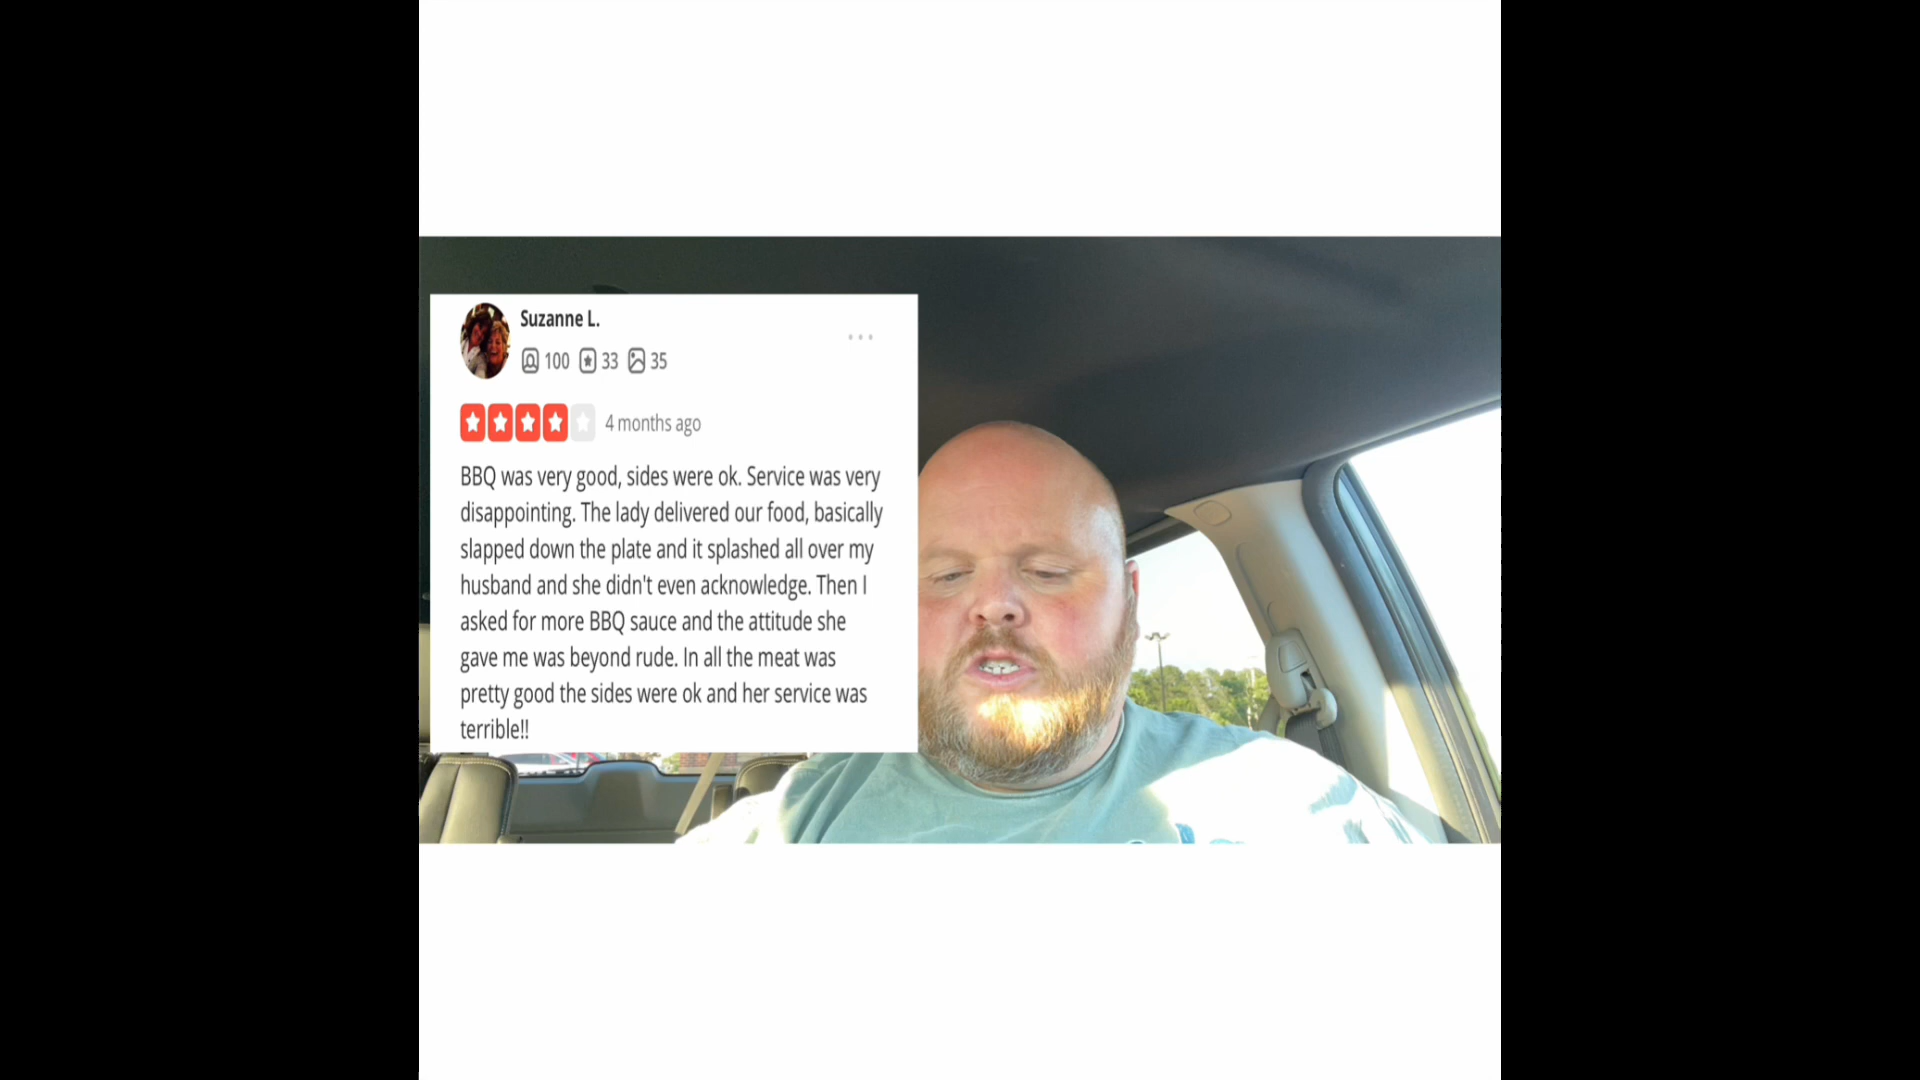 Suzanne L.
100 33 35
4 months ago
BBQ was very good, sides were ok. Service was very
disappointing. The lady delivered our food, basically
slapped down the plate and it splashed all over my
husband and she didn't even acknowledge. Then I
asked for more BBQ sauce and the attitude she
gave me was beyond rude. In all the meat was
pretty good the sides were ok and her service was
terrible!!